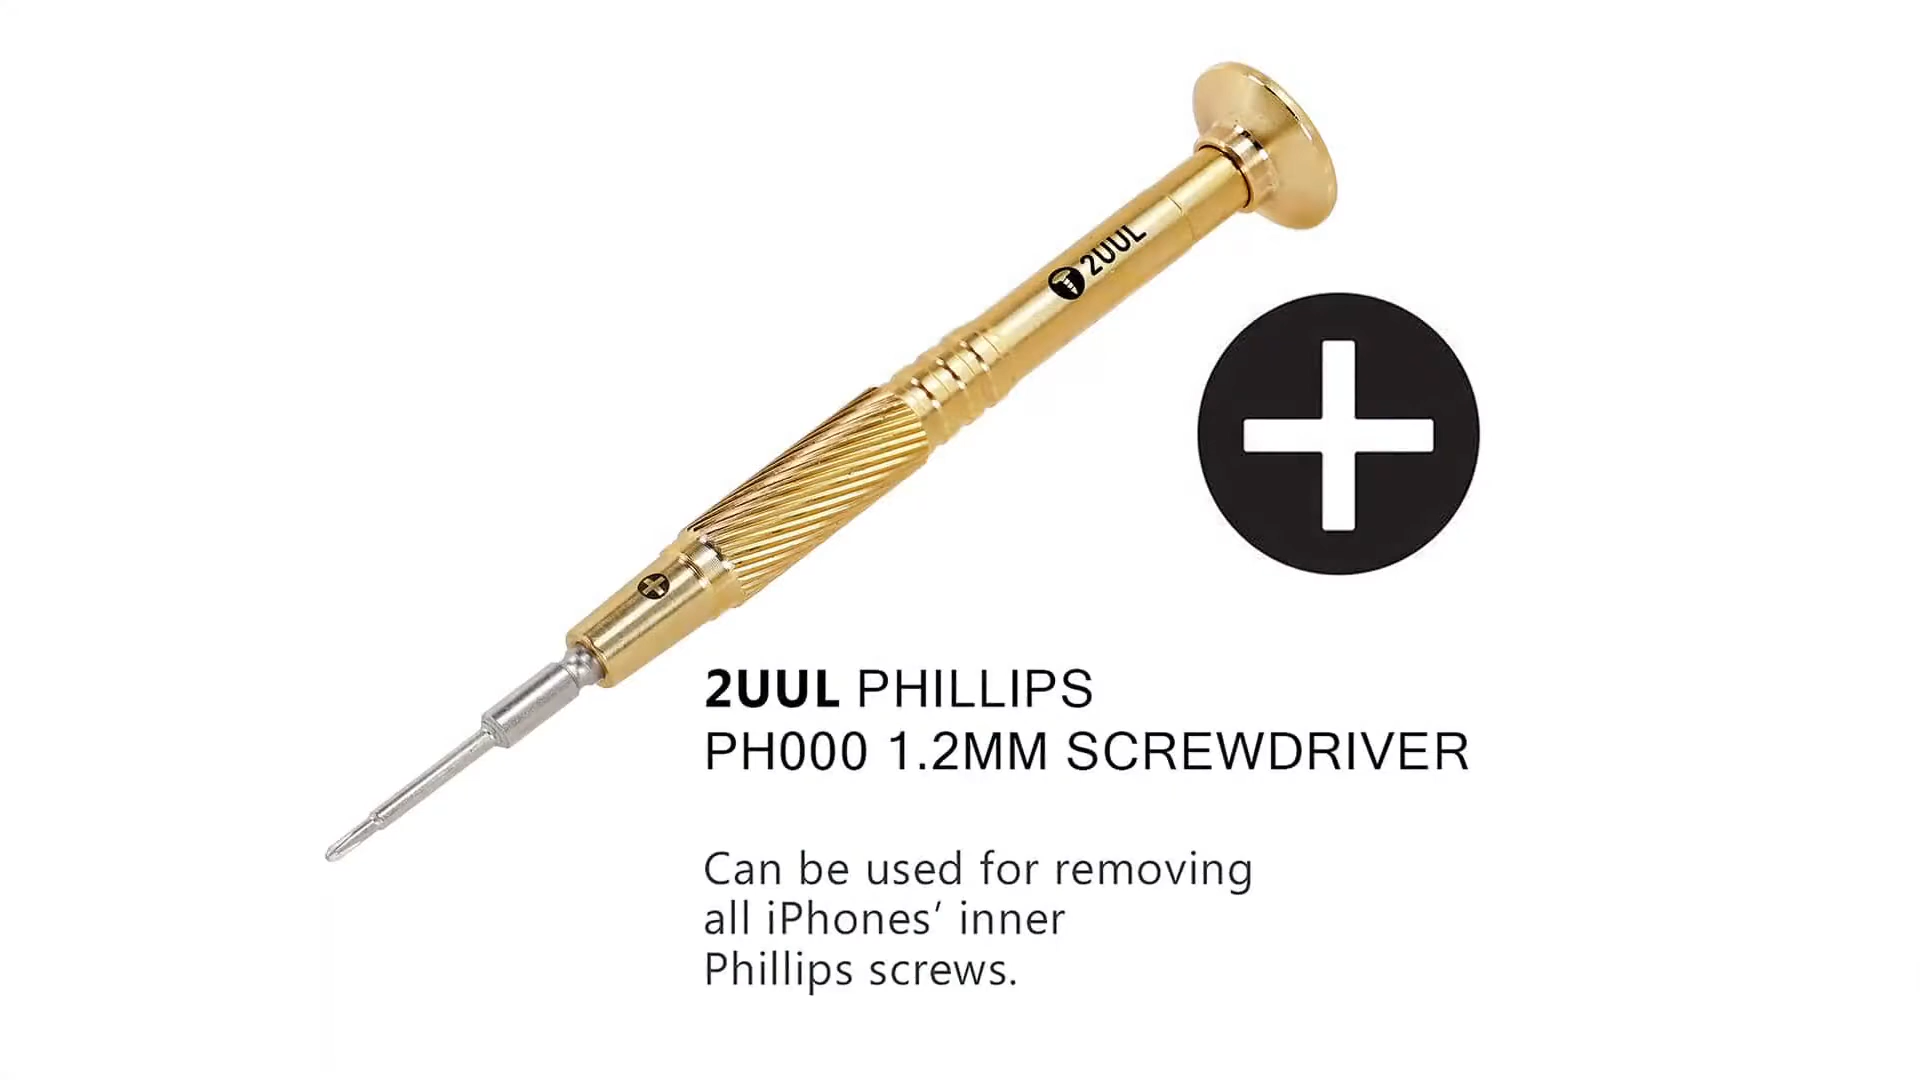 2UUL
2UUL PHILLIPS
PH000 1.2MM SCREWDRIVER
Can be used for removing
all iPhones’ inner
Phillips screws.